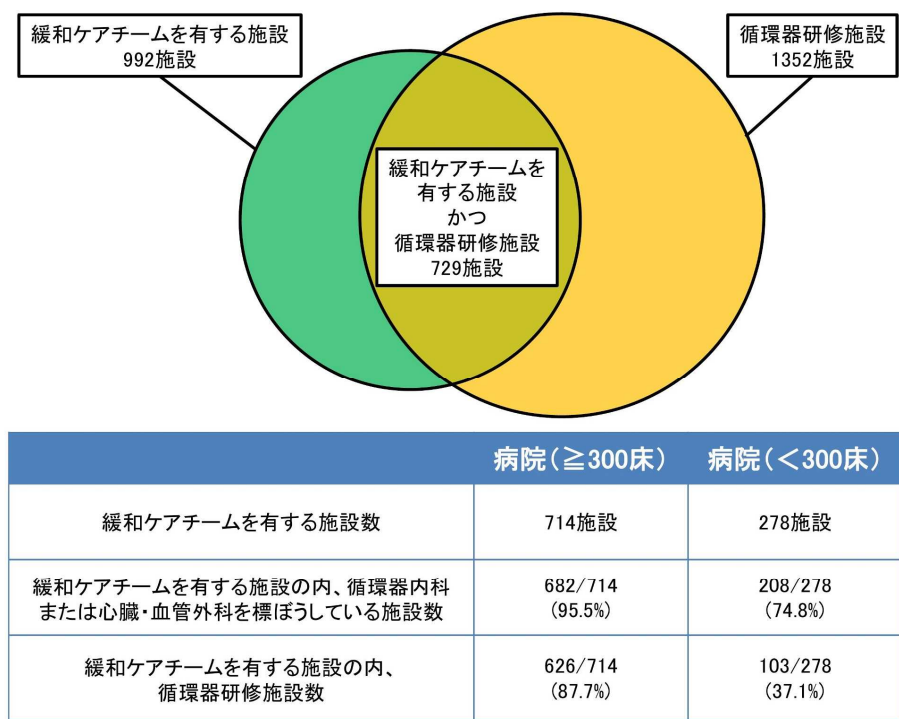 緩和ケアチームを有する施設
992施設
循環器研修施設
1352施設
緩和ケアチームを
有する施設
かつ
循環器研修施設
729施設
病院(≧300床) 病院(<300床)
緩和ケアチームを有する施設数 714施設 278施設
緩和ケアチームを有する施設の内、循環器内科
または心臓・血管外科を標ぼうしている施設数
682/714
(95.5%)
208/278
(74.8%)
緩和ケアチームを有する施設の内、
循環器研修施設数
626/714
(87.7%)
103/278
(37.1%)